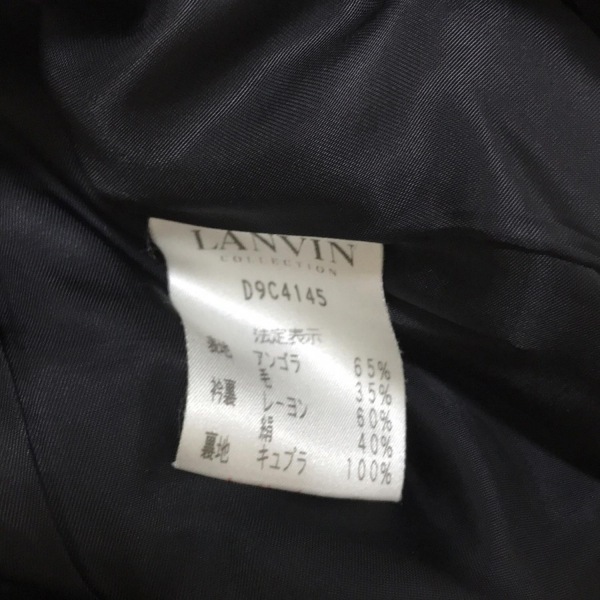 LANVIN
COLLECTION
D9C4145
法定表示
表地 アンゴラ 65%
毛 35%
衿裏 レーヨン 60%
綿 40%
裏地 キュプラ 100%